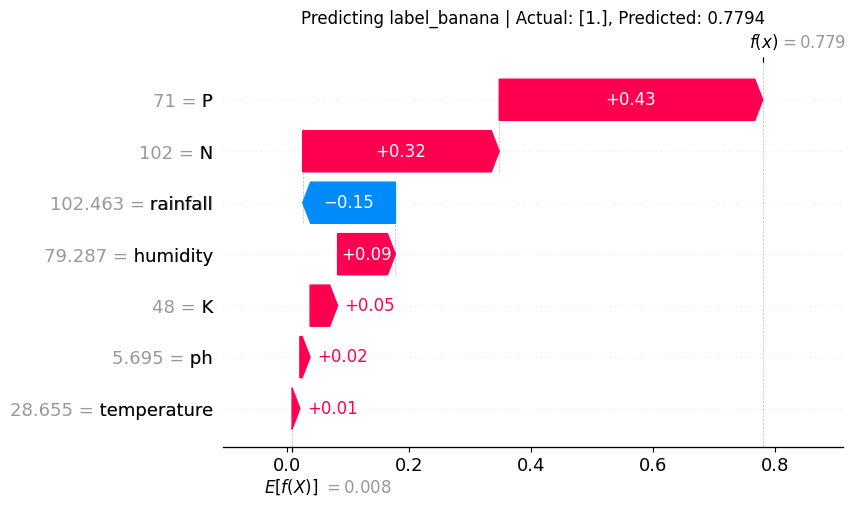 Predicting label_banana | Actual: [1.], Predicted: 0.7794
f(x) = 0.779
71 = P +0.43
102 = N +0.32
102.463 = rainfall −0.15
79.287 = humidity +0.09
48 = K +0.05
5.695 = ph +0.02
28.655 = temperature +0.01
0.0 0.2 0.4 0.6 0.8
E[f(X)] = 0.008